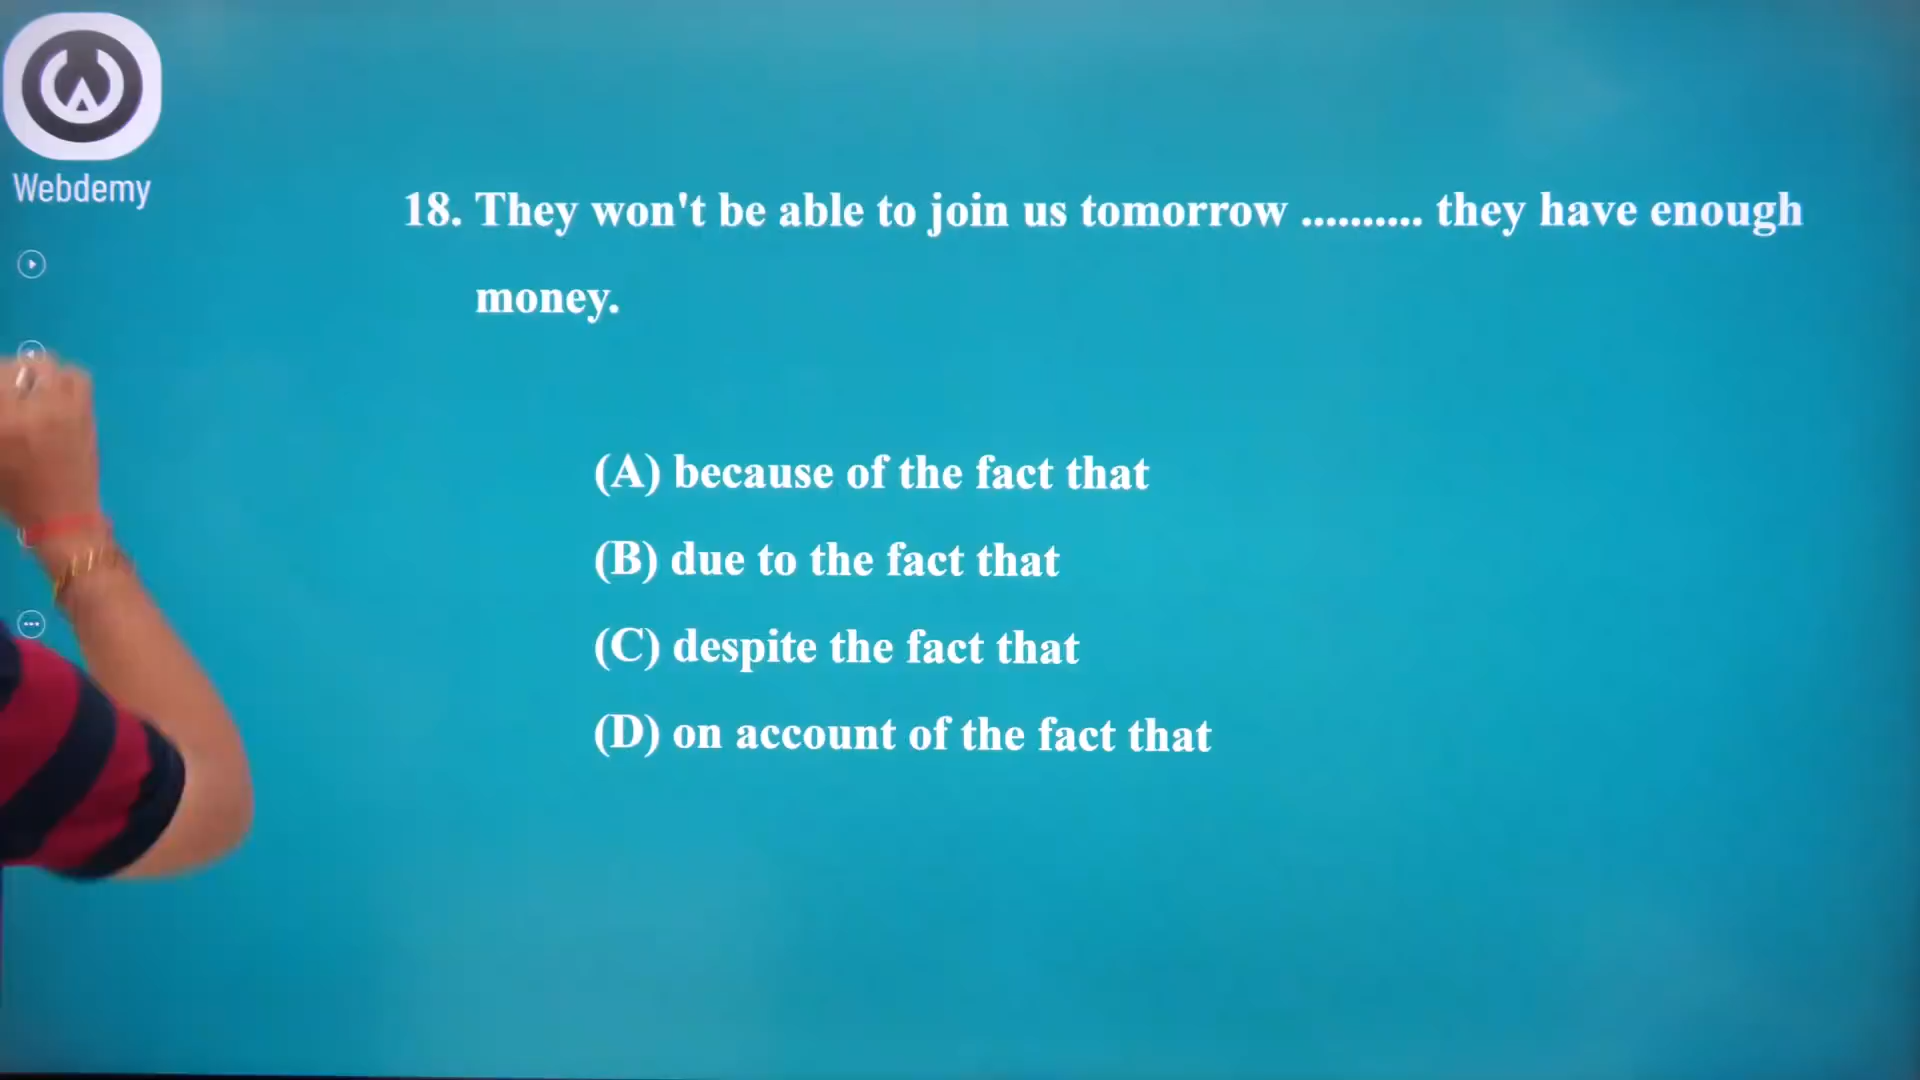 Webdemy
18. They won't be able to join us tomorrow .......... they have enough
money.
(A) because of the fact that
(B) due to the fact that
(C) despite the fact that
(D) on account of the fact that